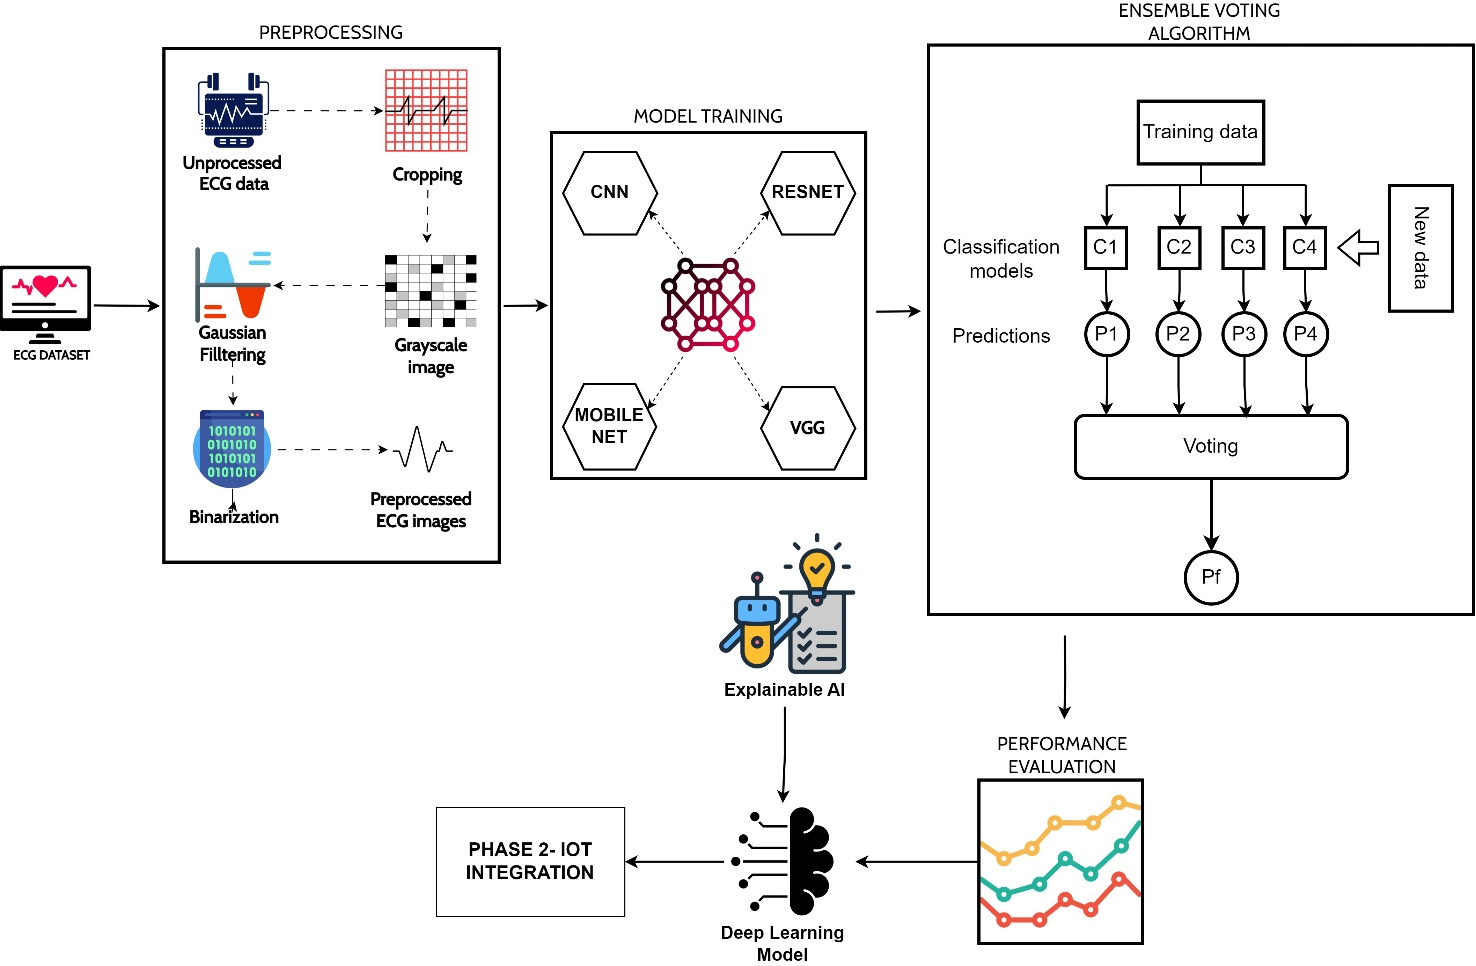 PREPROCESSING
Unprocessed
ECG data
Cropping
Gaussian
Filltering
Grayscale
image
1010101
0101010
1010101
0101010
Binarization
Preprocessed
ECG images
ECG DATASET
MODEL TRAINING
CNN
RESNET
MOBILE
NET
VGG
ENSEMBLE VOTING
ALGORITHM
Training data
Classification
models
C1
C2
C3
C4
New data
Predictions
P1
P2
P3
P4
Voting
Pf
Explainable AI
PERFORMANCE
EVALUATION
PHASE 2- IOT
INTEGRATION
Deep Learning
Model